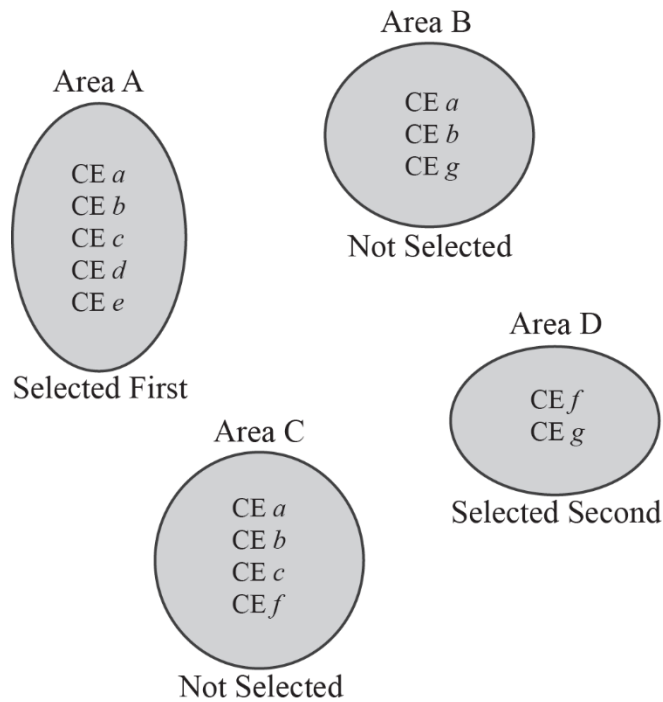 Area A
CE a
CE b
CE c
CE d
CE e
Selected First
Area B
CE a
CE b
CE g
Not Selected
Area C
CE a
CE b
CE c
CE f
Not Selected
Area D
CE f
CE g
Selected Second